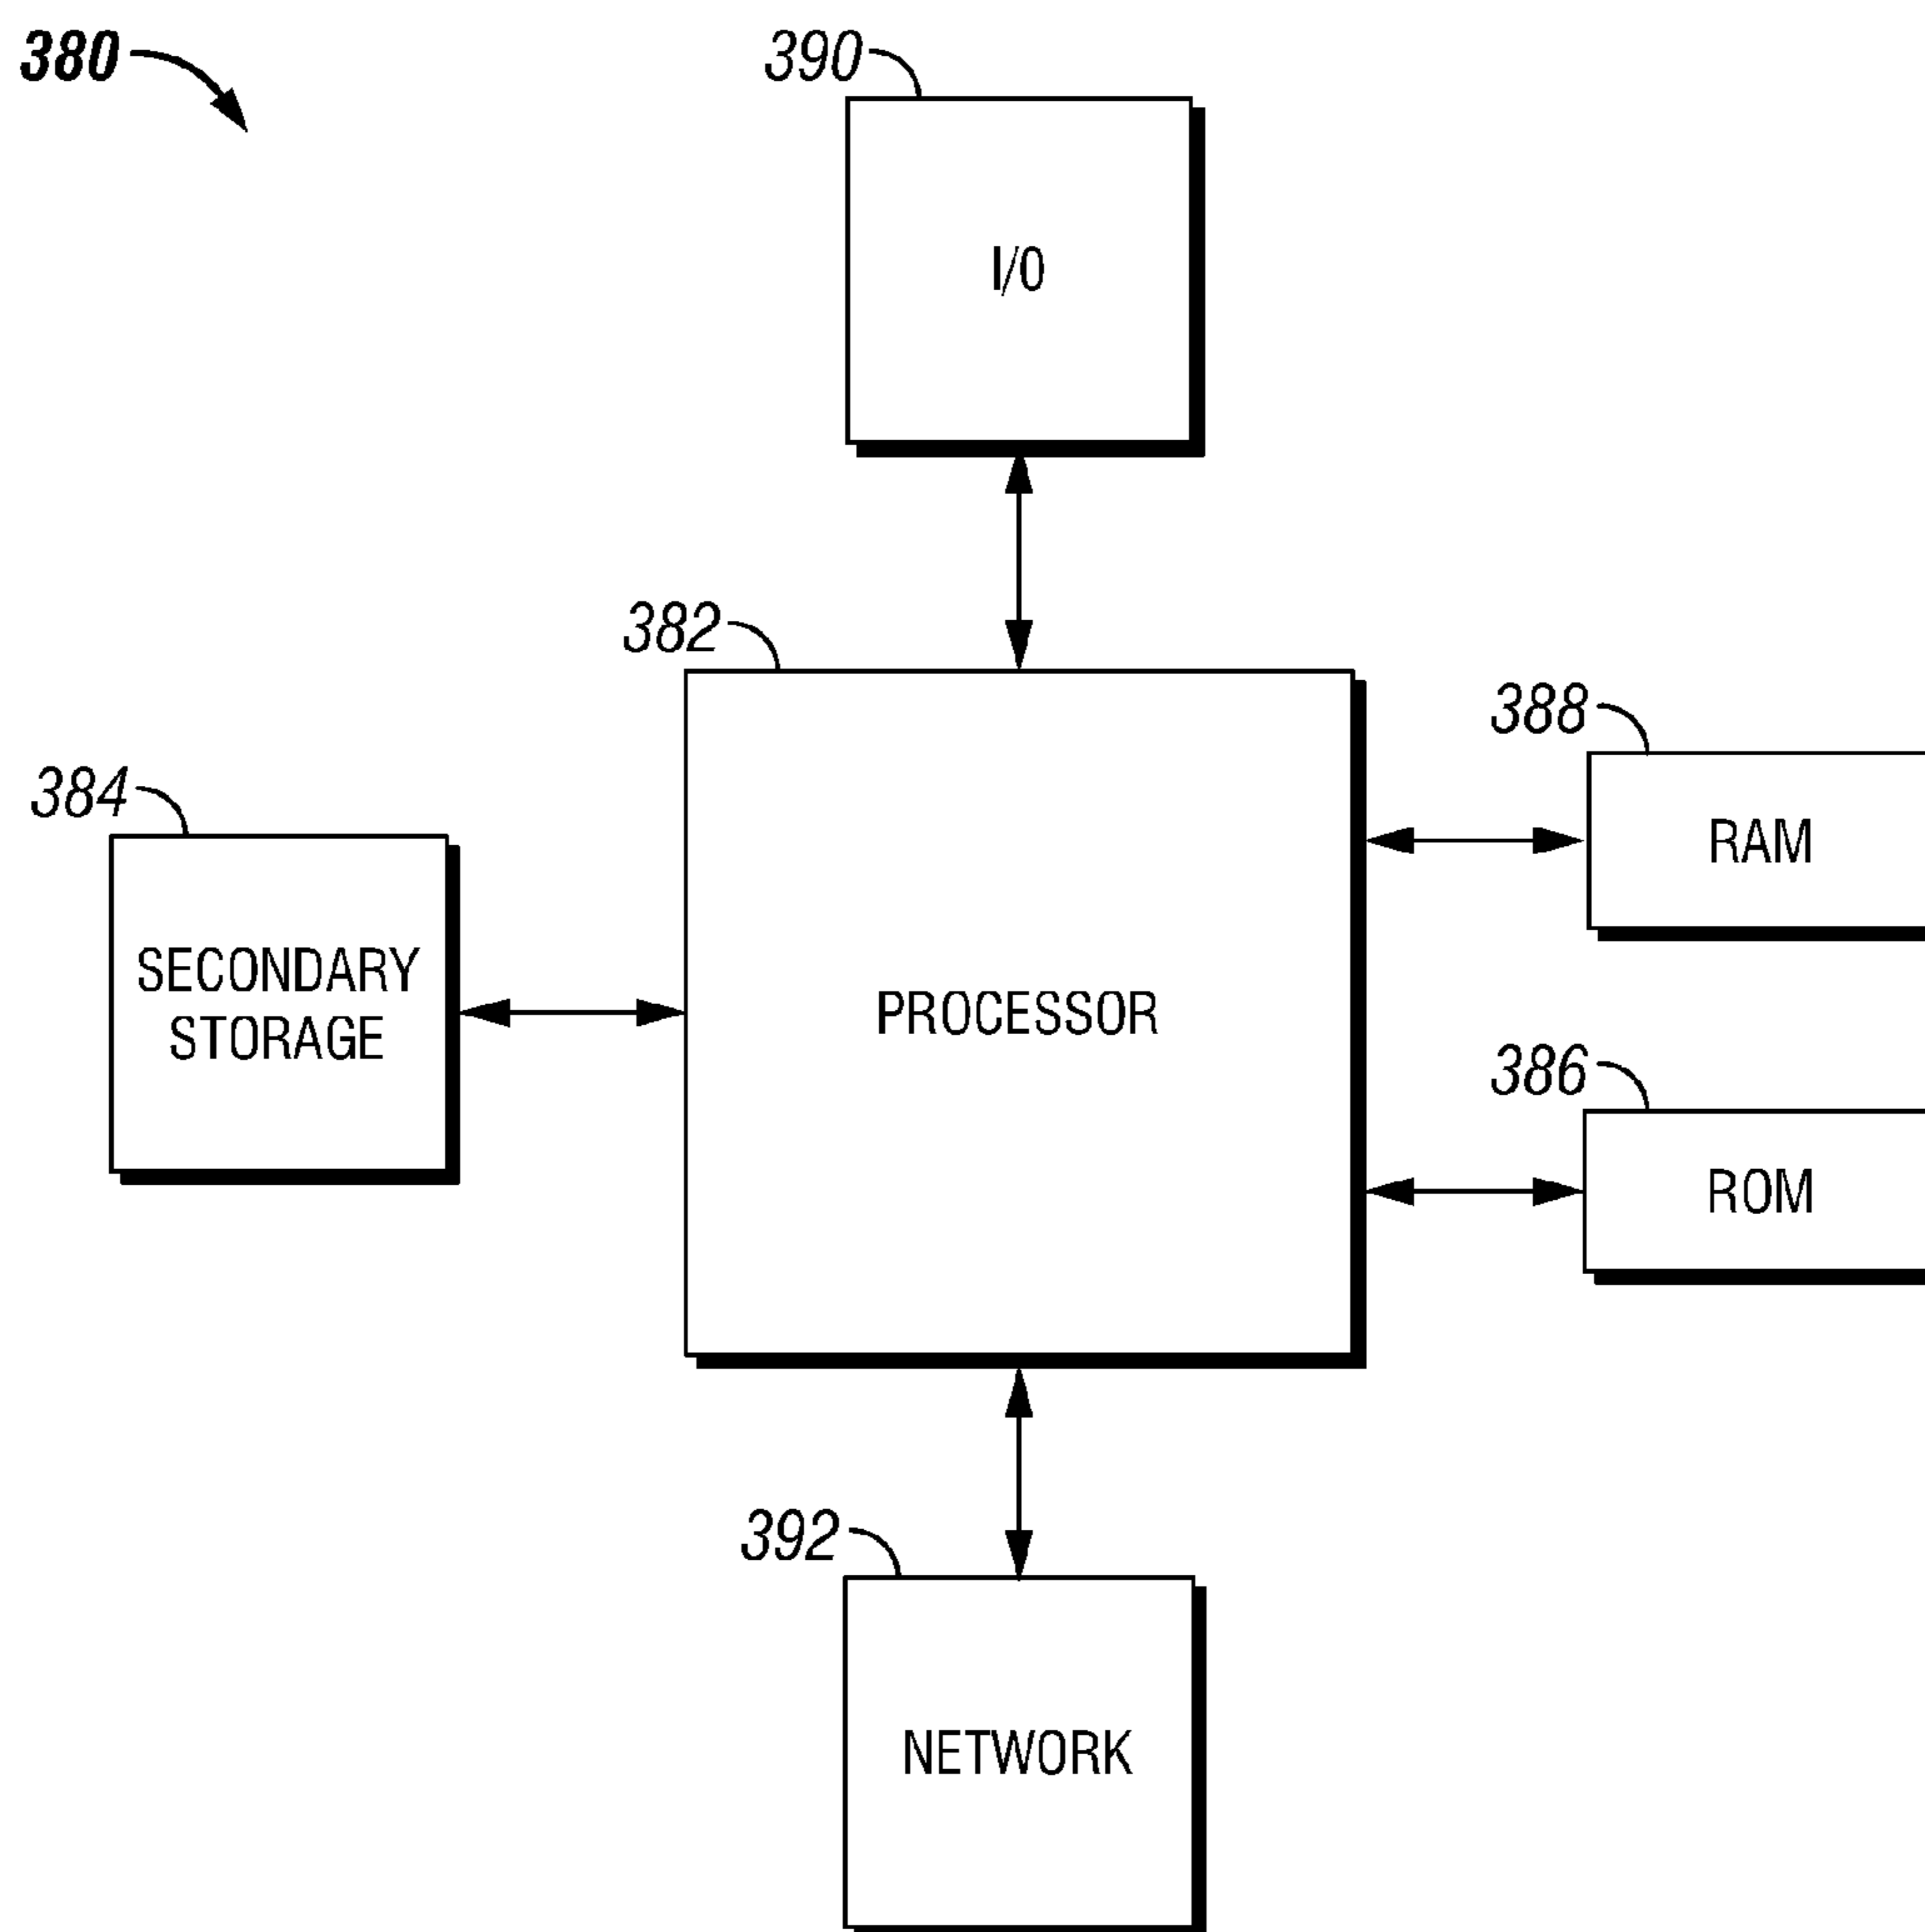 380
390
I/O
382
388
384
RAM
SECONDARY
STORAGE
PROCESSOR
386
ROM
392
NETWORK